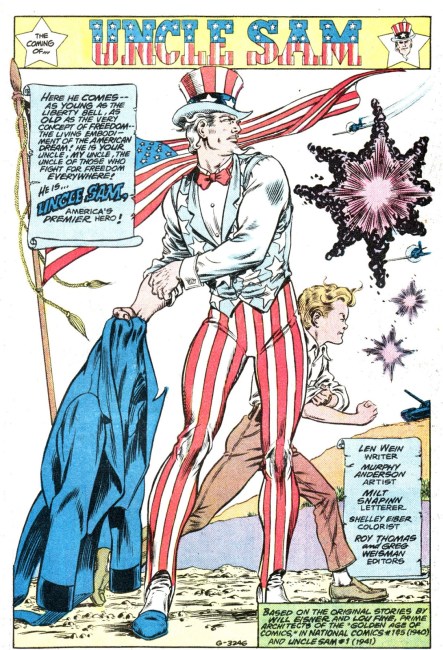 THE
COMING
OF...
UNCLE SAM
HERE HE COMES--
AS YOUNG AS THE
LIBERTY BELL, AS
OLD AS THE VERY
CONCEPT OF FREEDOM--
THE LIVING EMBODI-
MENT OF THE AMERICAN
DREAM! HE IS YOUR
UNCLE, MY UNCLE, THE
UNCLE OF THOSE WHO
FIGHT FOR FREEDOM
EVERYWHERE!
HE IS...
UNCLE SAM,
AMERICA'S
PREMIER HERO!
LEN WEIN
WRITER
MURPHY
ANDERSON
ARTIST
MILT
SNAPINN
LETTERER
SHELLEY EIBER
COLORIST
ROY THOMAS
AND GREG
WEISMAN
EDITORS
BASED ON THE ORIGINAL STORIES BY
WILL EISNER AND LOU FINE, PRIME
ARCHITECTS OF THE "GOLDEN AGE OF
COMICS," IN NATIONAL COMICS #1&5 (1940)
AND UNCLE SAM #1 (1941)
G-3246